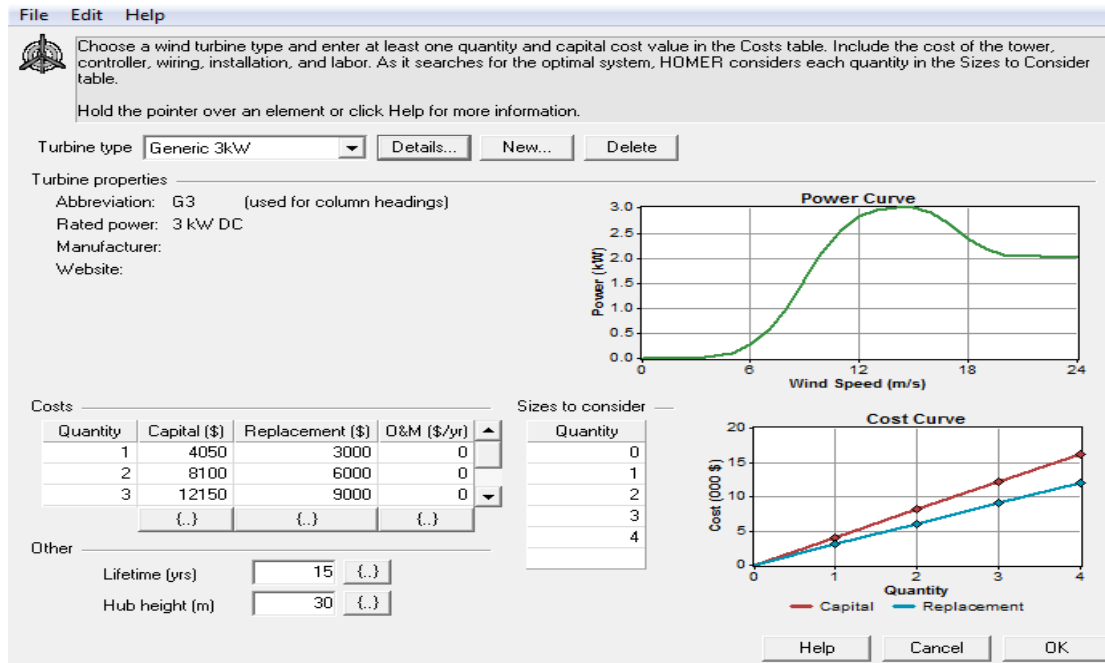 File Edit Help
Choose a wind turbine type and enter at least one quantity and capital cost value in the Costs table. Include the cost of the tower,
controller, wiring, installation, and labor. As it searches for the optimal system, HOMER considers each quantity in the Sizes to Consider
table.
Hold the pointer over an element or click Help for more information.
Turbine type Generic 3kW Details... New... Delete
Turbine properties
Abbreviation: G3 (used for column headings)
Rated power: 3 kW DC
Manufacturer:
Website:
Power Curve
3.0
2.5
2.0
1.5
1.0
0.5
0.0
Power (kW)
0 6 12 18 24
Wind Speed (m/s)
Costs
Quantity Capital ($) Replacement ($) O&M ($/yr)
1 4050 3000 0
2 8100 6000 0
3 12150 9000 0
{..} {..} {..}
Sizes to consider
Quantity
0
1
2
3
4
Cost Curve
20
15
10
5
0
Cost (000 $)
0 1 2 3 4
Quantity
Capital Replacement
Other
Lifetime (yrs) 15 {..}
Hub height (m) 30 {..}
Help Cancel OK